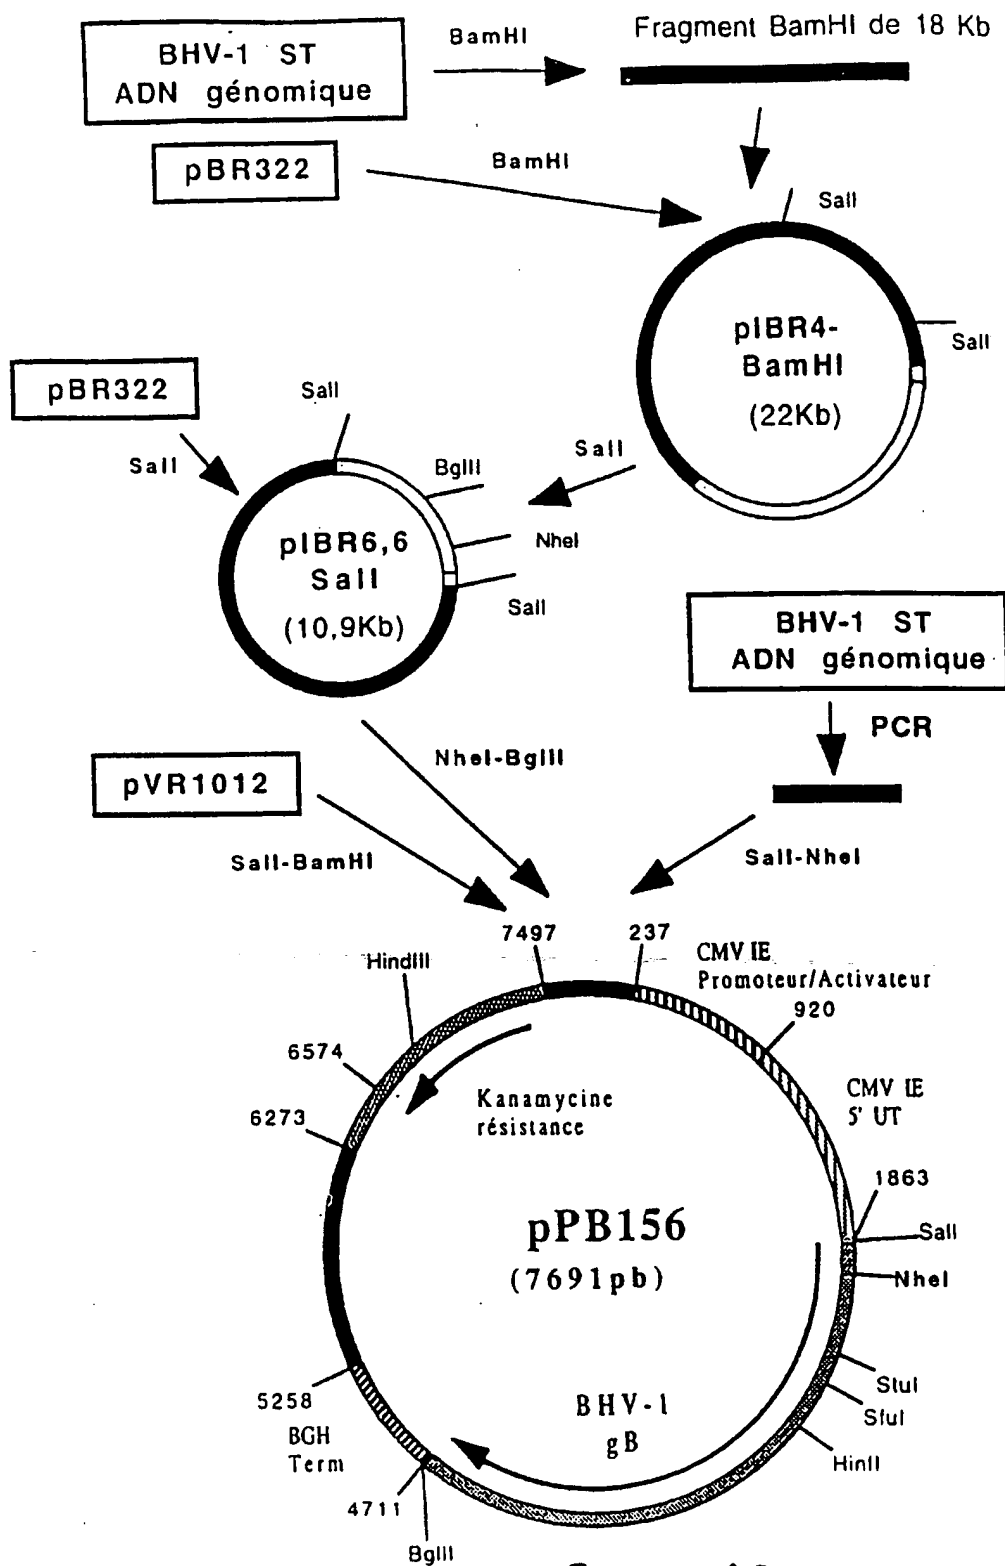 BHV-1 ST
ADN génomique
BamHI
Fragment BamHI de 18 Kb
pBR322
BamHI
SalI
pIBR4-
BamHI
(22Kb)
SalI
pBR322
SalI
SalI
SalI
BglII
NheI
pIBR6,6
SalI
(10,9Kb)
SalI
BHV-1 ST
ADN génomique
PCR
NheI-BglII
pVR1012
SalI-BamHI
SalI-NheI
7497
237
CMV IE
Promoteur/Activateur
920
HindIII
6574
6273
Kanamycine
résistance
CMV IE
5' UT
1863
SalI
NheI
pPB156
(7691pb)
StuI
SfuI
HinII
BHV-1
gB
5258
BGH
Term
4711
BglII